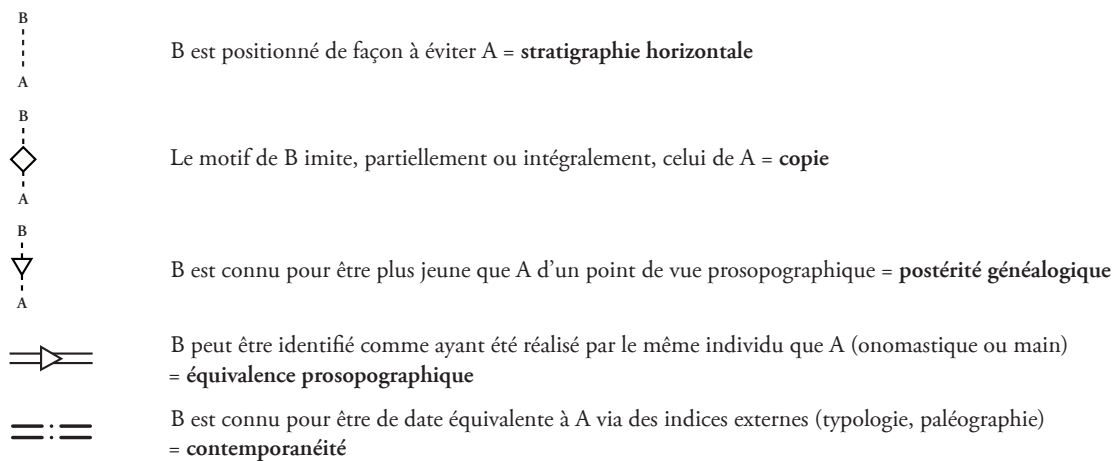 B
B est positionné de façon à éviter A = stratigraphie horizontale
A
B
Le motif de B imite, partiellement ou intégralement, celui de A = copie
A
B
B est connu pour être plus jeune que A d’un point de vue prosopographique = postérité généalogique
A
B peut être identifié comme ayant été réalisé par le même individu que A (onomastique ou main)
= équivalence prosopographique
B est connu pour être de date équivalente à A via des indices externes (typologie, paléographie)
= contemporanéité